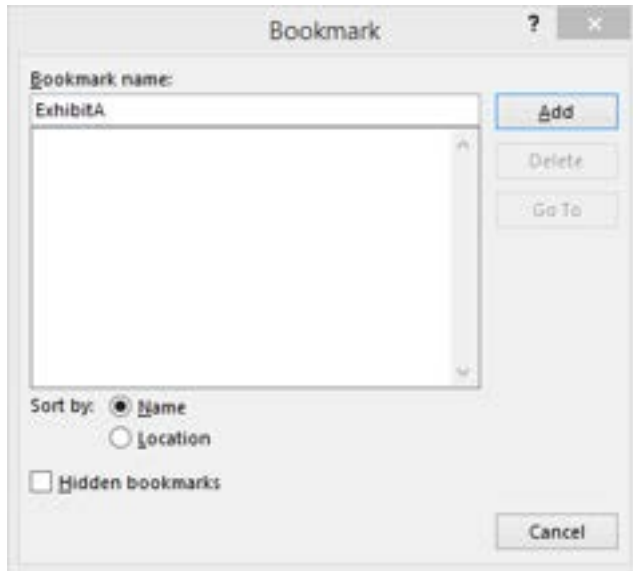 Bookmark
?
Bookmark name:
ExhibitA
Add
Delete
Go To
Sort by: Name
Location
Hidden bookmarks
Cancel